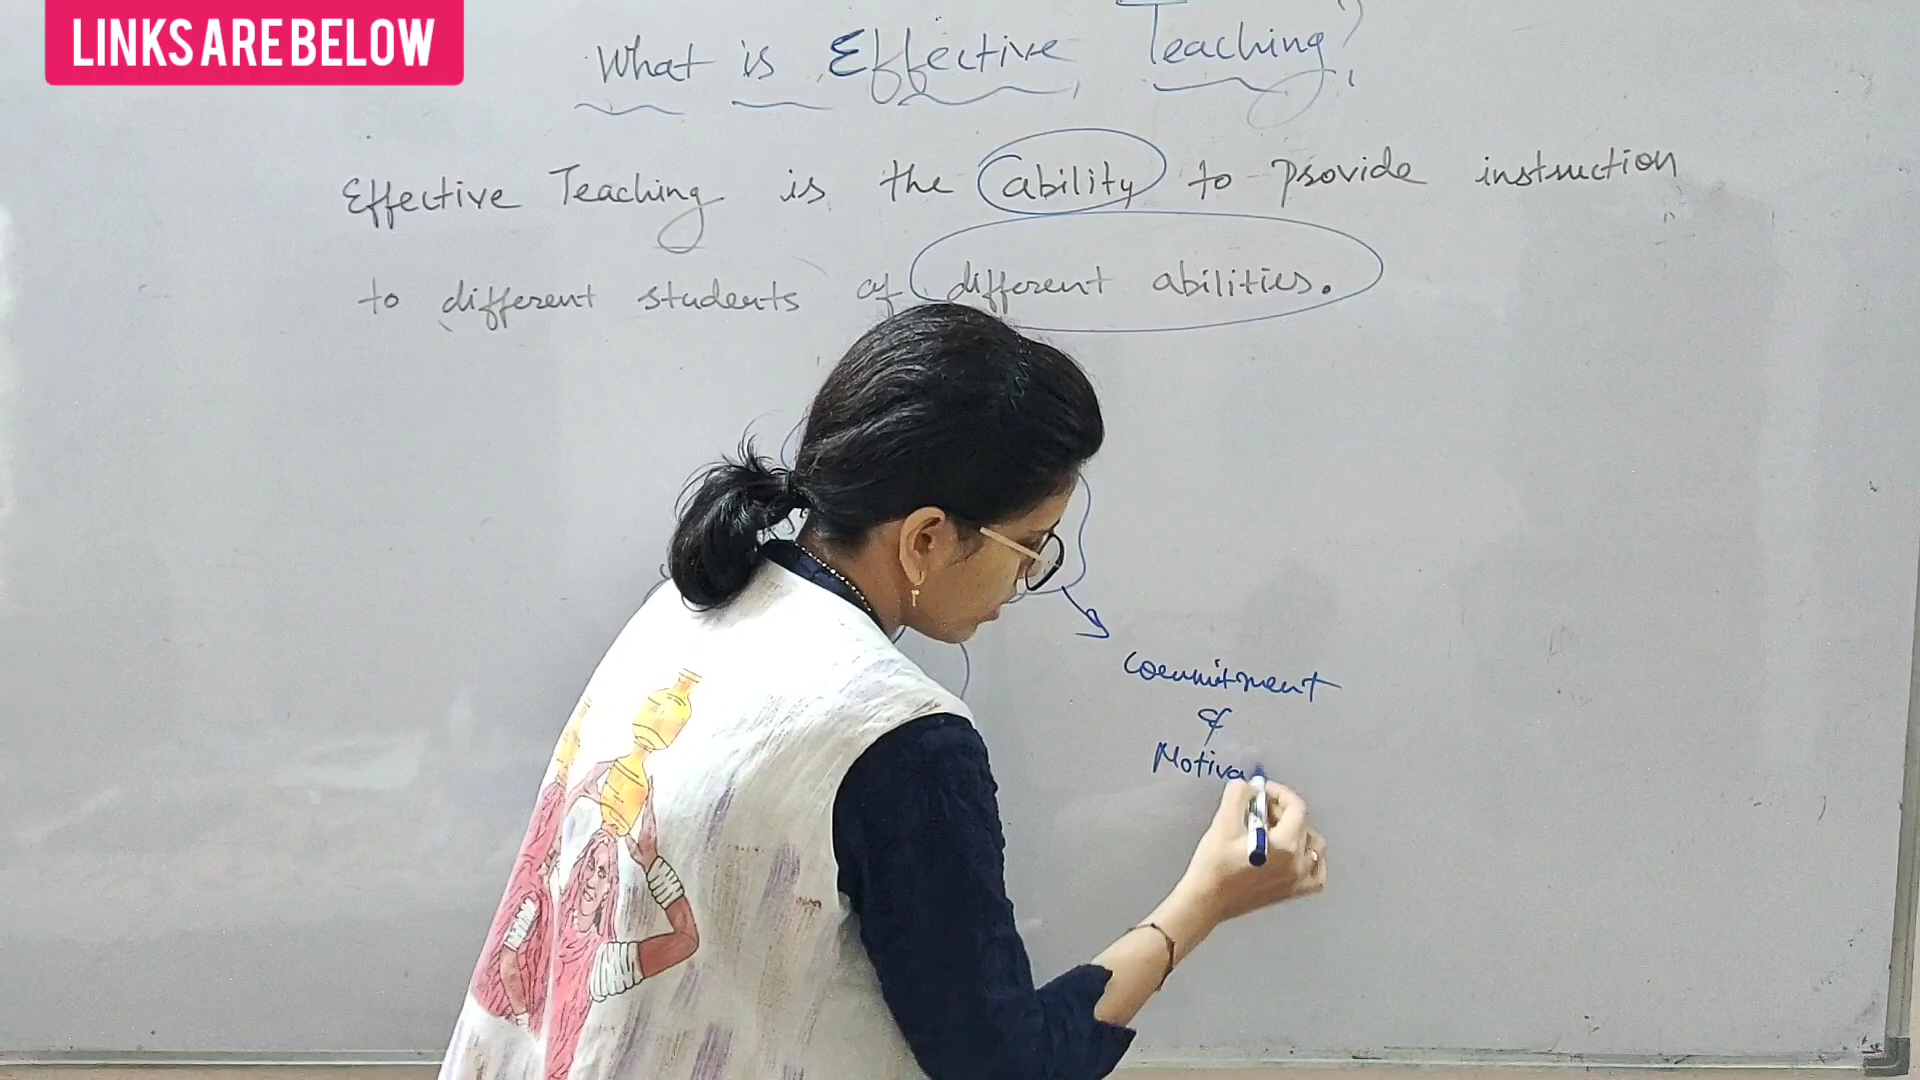 LINKS ARE BELOW
What is Effective Teaching?
Effective Teaching is the ability to provide instruction
to different students of different abilities.
Commitment
&
Motiva